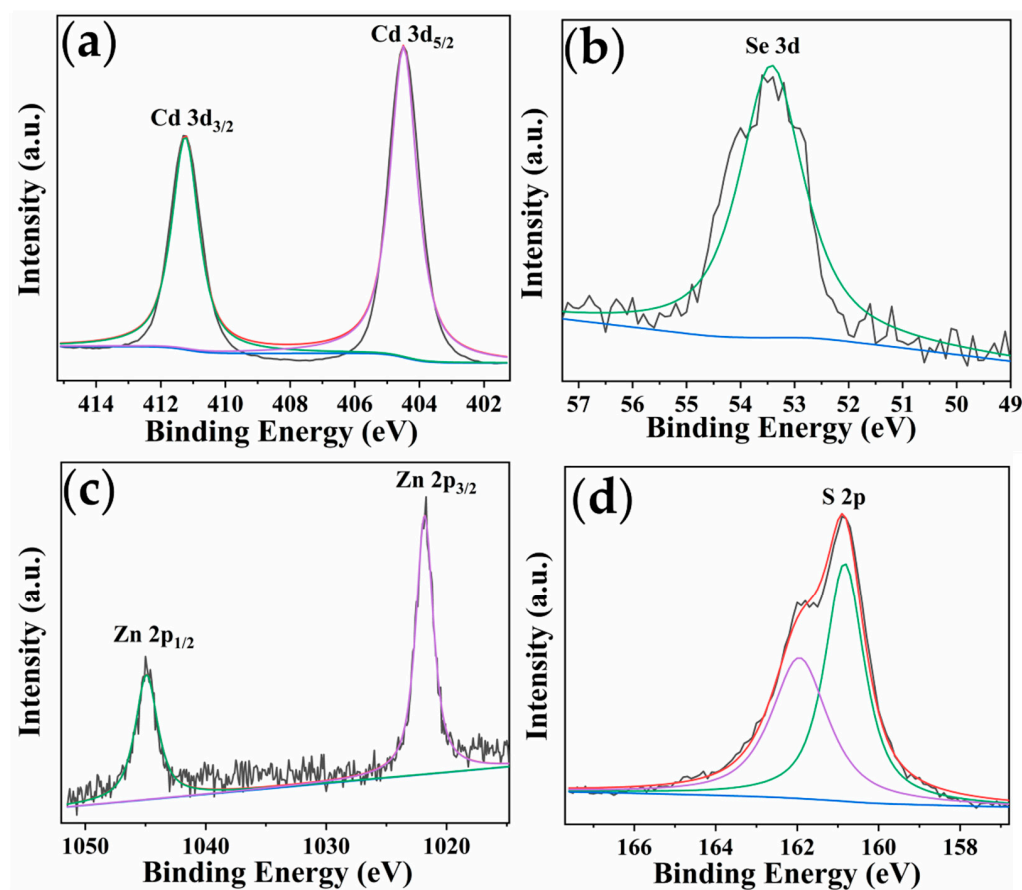 (a)
Cd 3d3/2
Cd 3d5/2
Intensity (a.u.)
414 411 410 408 406 404 402
Binding Energy (eV)
(b)
Se 3d
Intensity (a.u.)
57 56 55 54 53 52 51 50 49
Binding Energy (eV)
(c)
Zn 2p3/2
Zn 2p1/2
Intensity (a.u.)
1050 1040 1030 1020
Binding Energy (eV)
(d)
S 2p
Intensity (a.u.)
166 164 162 160 158
Binding Energy (eV)